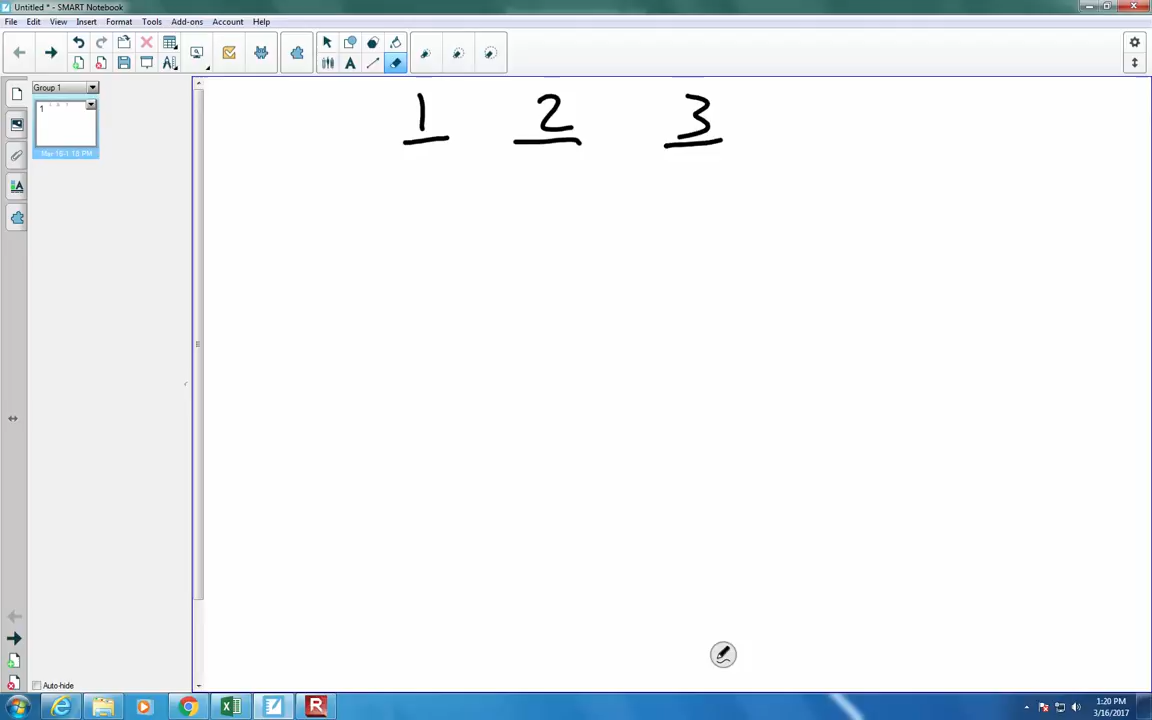 Untitled * - SMART Notebook
File Edit View Insert Format Tools Add-ons Account Help
Group 1
1
1 2 3
Auto-hide
1:20 PM
3/16/2017